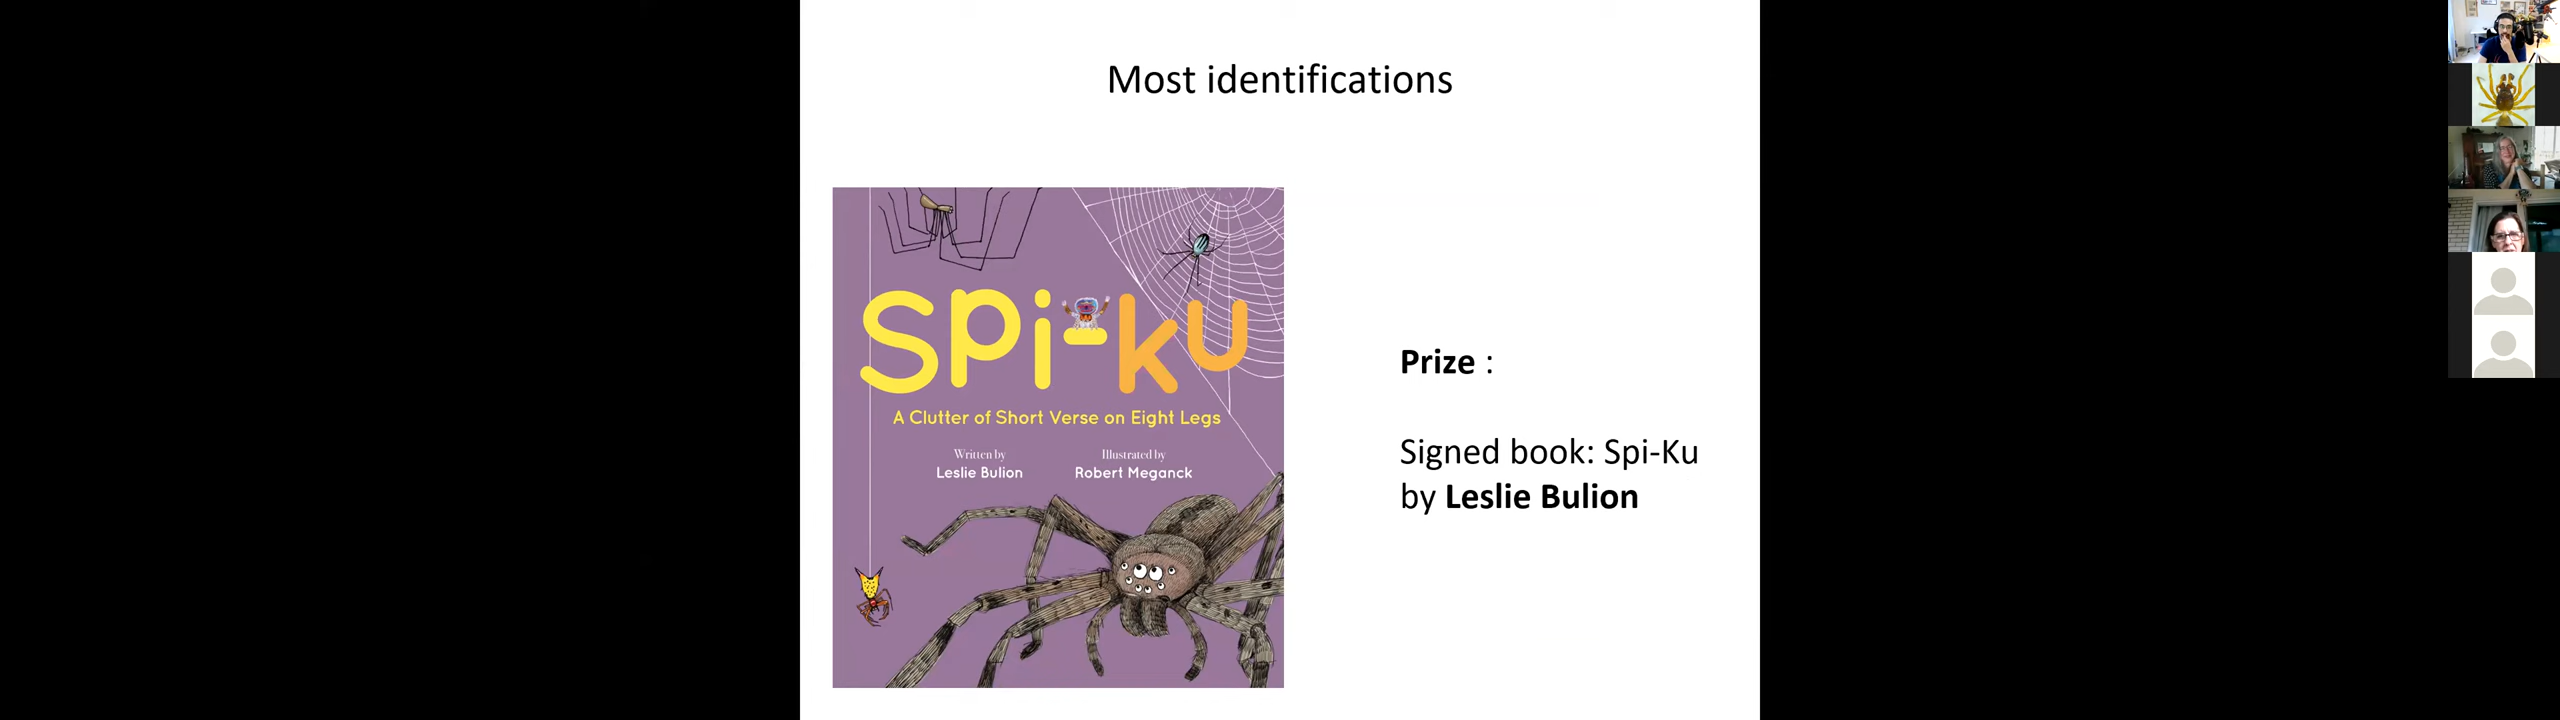 Most identifications
Spi-ku
A Clutter of Short Verse on Eight Legs
Written by
Leslie Bulion
Illustrated by
Robert Meganck
Prize :
Signed book: Spi-Ku
by Leslie Bulion